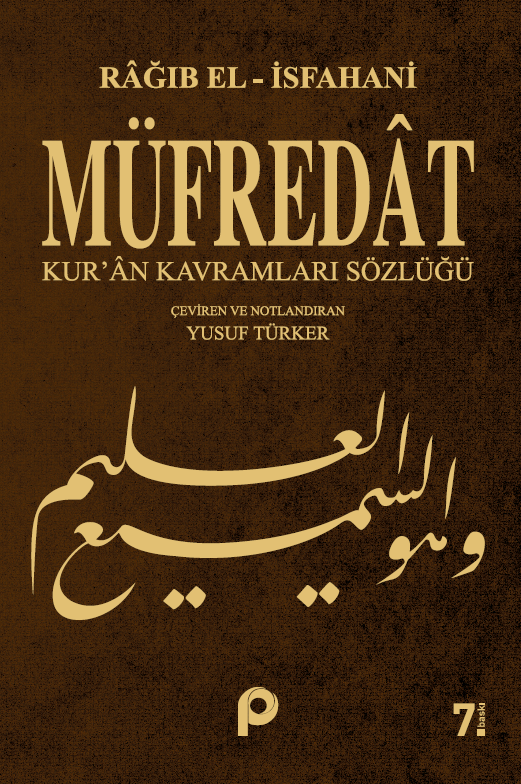 RÂĞIB EL - İSFAHANİ
MÜFREDÂT
KUR'ÂN KAVRAMLARI SÖZLÜĞÜ
ÇEVİREN VE NOTLANDIRAN
YUSUF TÜRKER
وهو السميع العليم
p
7. baskı